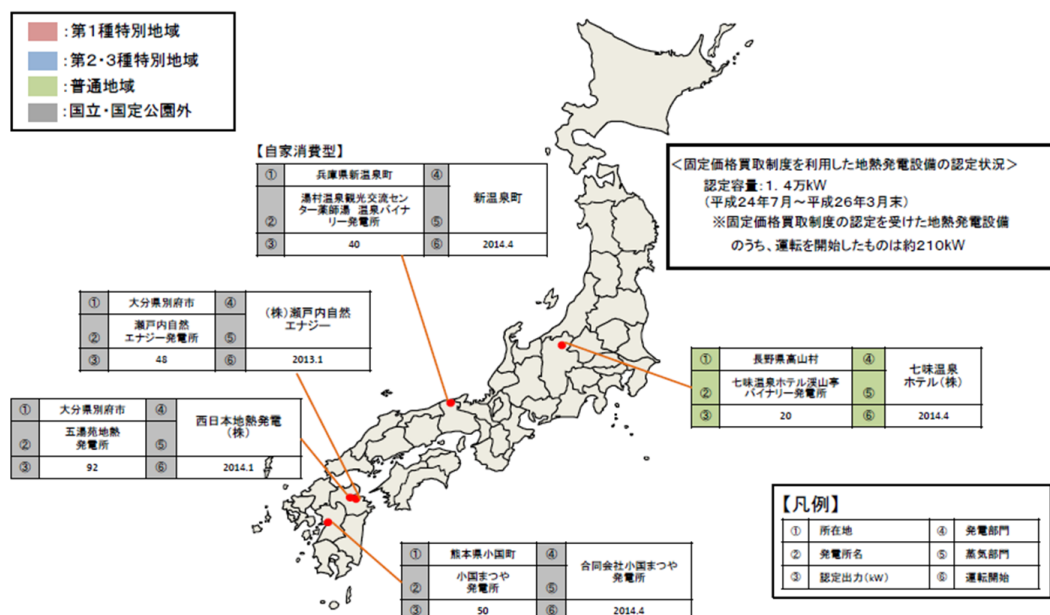 :第1種特別地域
:第2・3種特別地域
:普通地域
:国立・国定公園外
【自家消費型】
① 兵庫県新温泉町 ④ 新温泉町
② 湯村温泉観光交流セン
ター薬師湯 温泉バイナ
リー発電所 ⑤
③ 40 ⑥ 2014.4
<固定価格買取制度を利用した地熱発電設備の認定状況>
認定容量:1.4万kW
(平成24年7月~平成26年3月末)
※固定価格買取制度の認定を受けた地熱発電設備
のうち、運転を開始したものは約210kW
① 大分県別府市 ④ (株)瀬戸内自然
エナジー
② 瀬戸内自然
エナジー発電所 ⑤
③ 48 ⑥ 2013.1
① 長野県高山村 ④ 七味温泉
ホテル(株)
② 七味温泉ホテル渓山亭
バイナリー発電所 ⑤
③ 20 ⑥ 2014.4
① 大分県別府市 ④ 西日本地熱発電
(株)
② 五湯苑地熱
発電所 ⑤
③ 92 ⑥ 2014.1
① 熊本県小国町 ④ 合同会社小国まつや
発電所
② 小国まつや
発電所 ⑤
③ 50 ⑥ 2014.4
【凡例】
① 所在地 ④ 発電部門
② 発電所名 ⑤ 蒸気部門
③ 認定出力(kW) ⑥ 運転開始